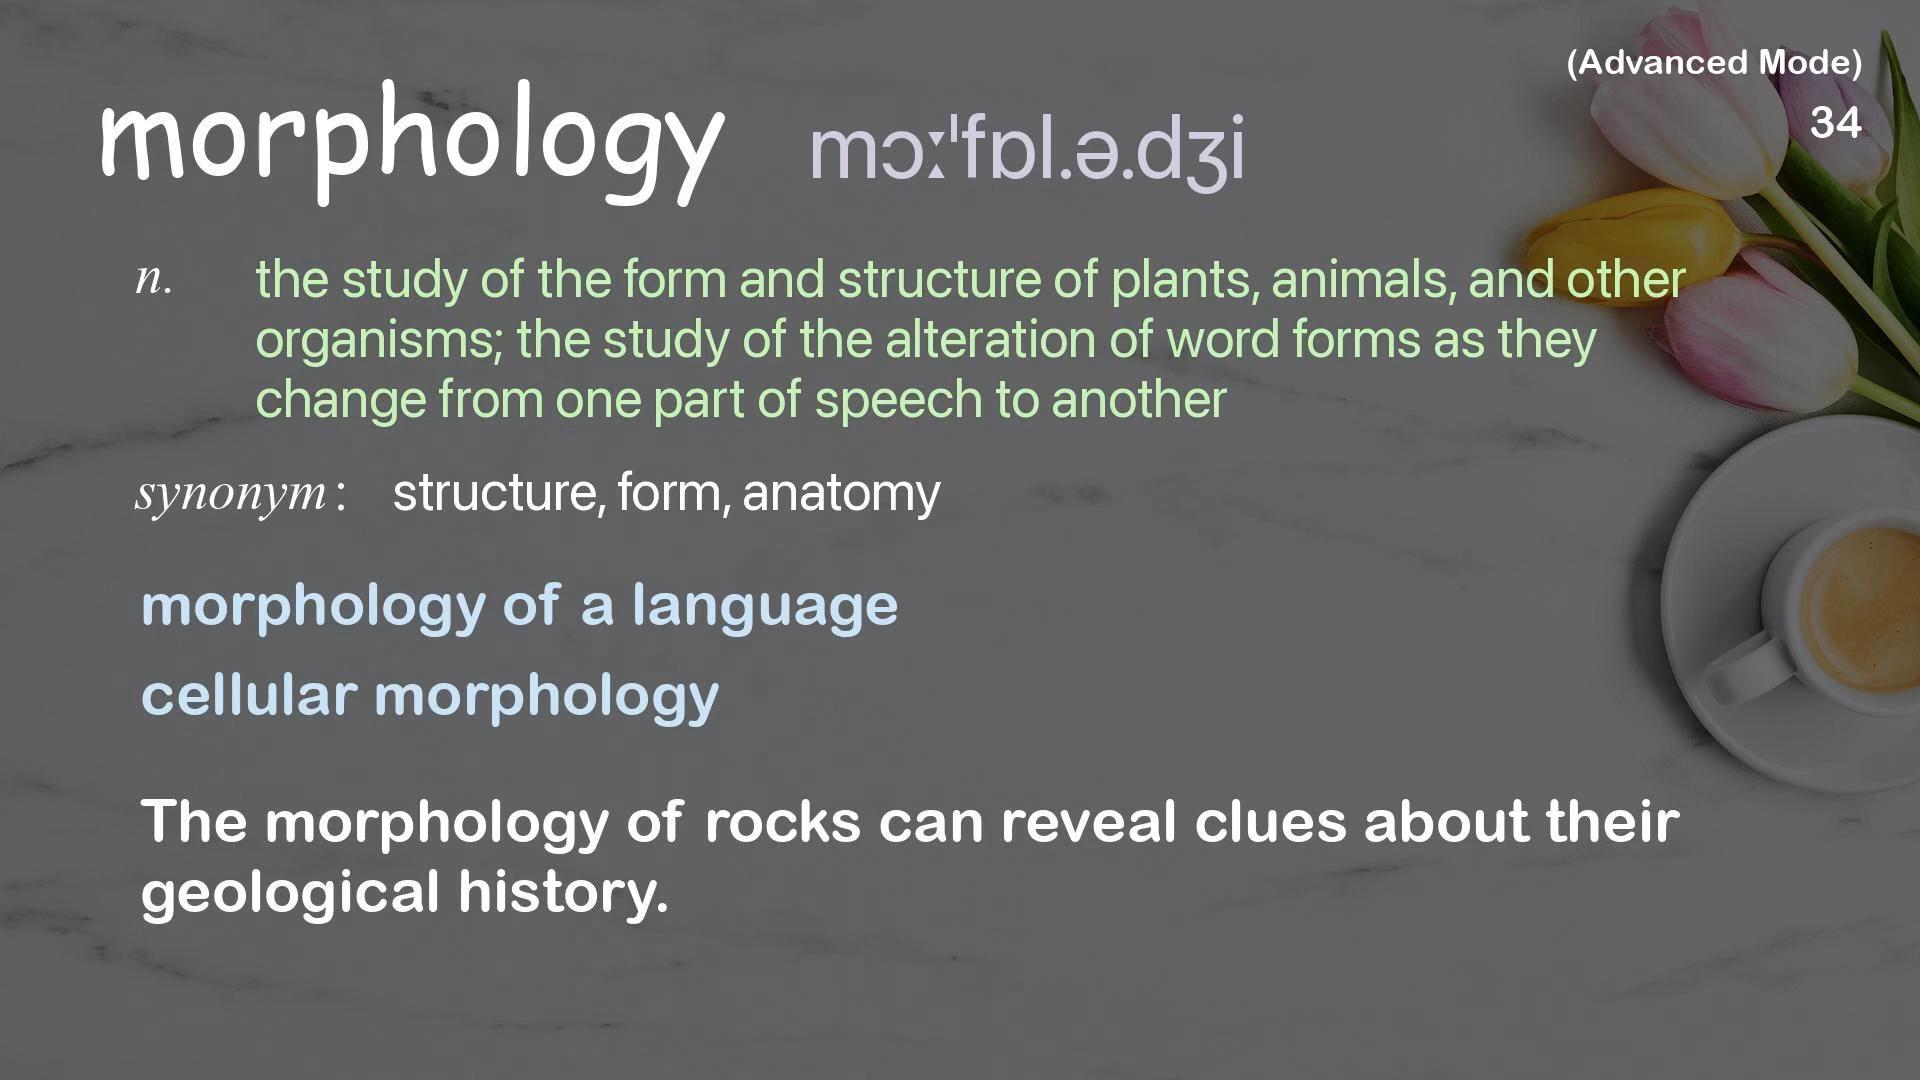 (Advanced Mode)
34
morphology mɔːˈfɒl.ə.dʒi
n. the study of the form and structure of plants, animals, and other
organisms; the study of the alteration of word forms as they
change from one part of speech to another
synonym: structure, form, anatomy
morphology of a language
cellular morphology
The morphology of rocks can reveal clues about their
geological history.